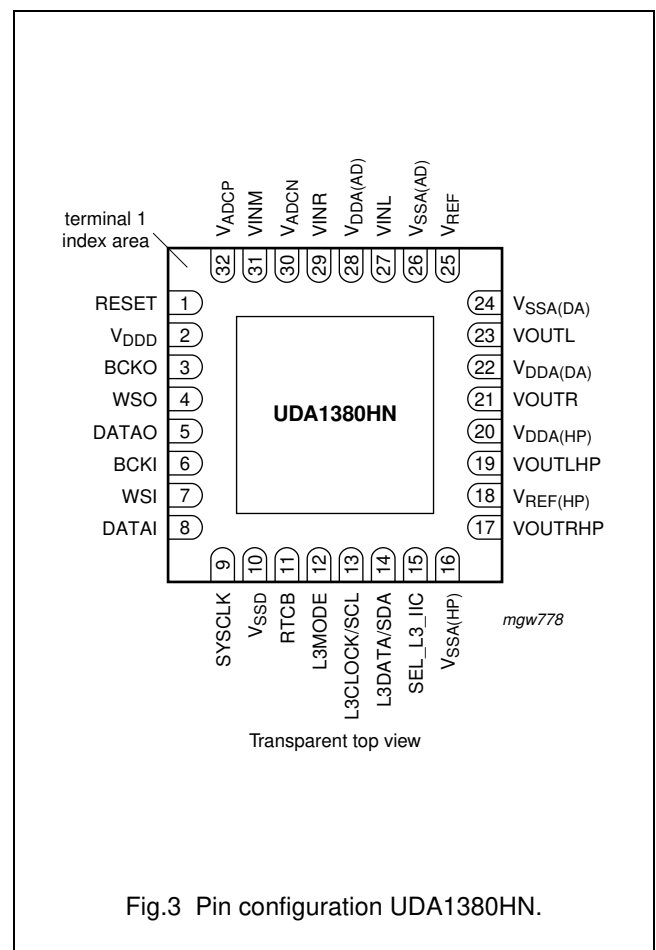 VADCP
VINM
VADCN
VINR
VDDA(AD)
VINL
VSSA(AD)
VREF
terminal 1
index area
32 31 30 29 28 27 26 25
RESET 1
VDDD 2
BCKO 3
WSO 4
DATAO 5
BCKI 6
WSI 7
DATAI 8
UDA1380HN
24 VSSA(DA)
23 VOUTL
22 VDDA(DA)
21 VOUTR
20 VDDA(HP)
19 VOUTLHP
18 VREF(HP)
17 VOUTRHP
9 10 11 12 13 14 15 16
SYSCLK
VSSD
RTCB
L3MODE
L3CLOCK/SCL
L3DATA/SDA
SEL_L3_IIC
VSSA(HP)
mgw778
Transparent top view
Fig.3 Pin configuration UDA1380HN.